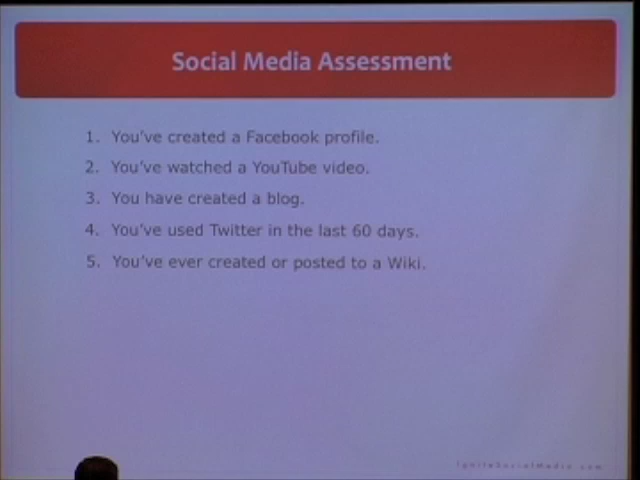 Social Media Assessment
1. You've created a Facebook profile.
2. You've watched a YouTube video.
3. You have created a blog.
4. You've used Twitter in the last 60 days.
5. You've ever created or posted to a Wiki.
IgniteSocialMedia.com